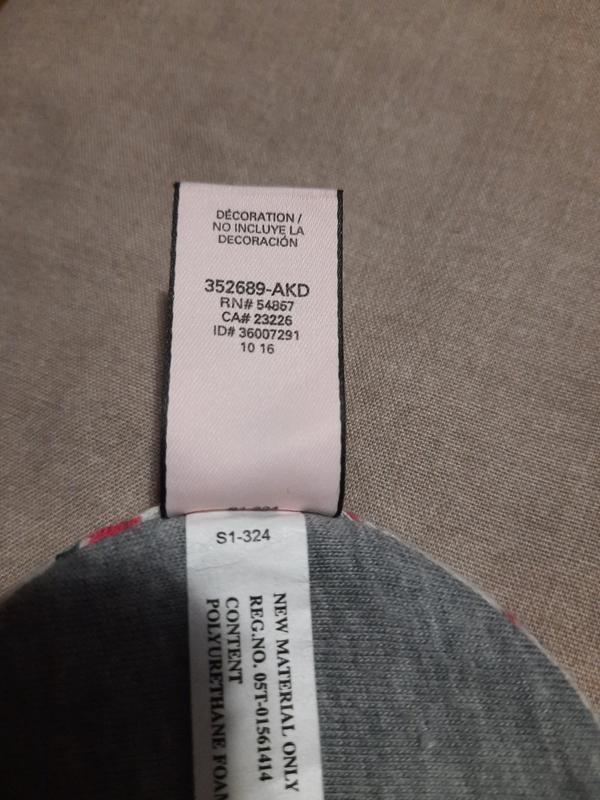 DÉCORATION /
NO INCLUYE LA
DECORACIÓN
352689-AKD
RN# 54867
CA# 23226
ID# 36007291
10 16
S1-324
NEW MATERIAL ONLY
REG.NO. 05T-01561414
CONTENT
POLYURETHANE FOAM